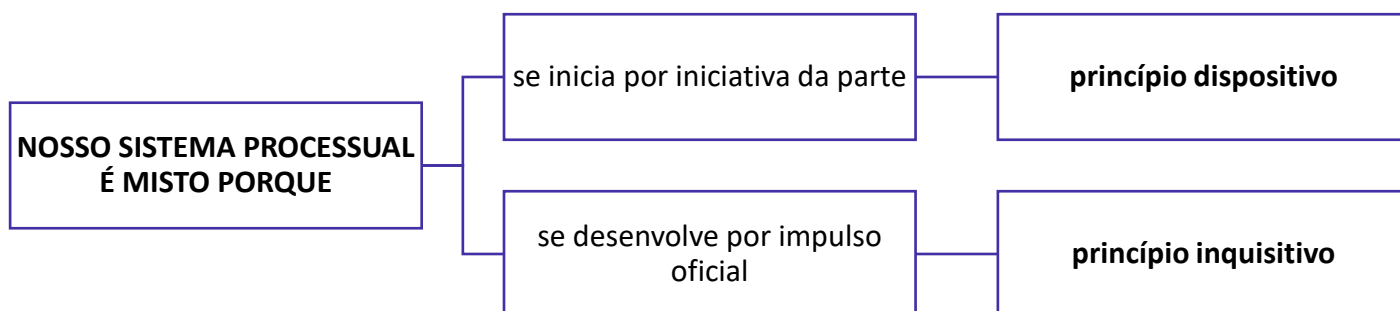 NOSSO SISTEMA PROCESSUAL
É MISTO PORQUE
se inicia por iniciativa da parte
princípio dispositivo
se desenvolve por impulso
oficial
princípio inquisitivo